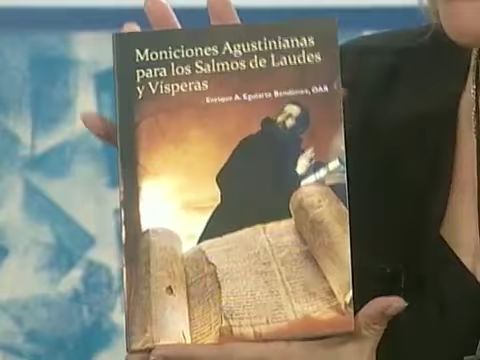 Moniciones Agustinianas
para los Salmos de Laudes
y Vísperas
Enrique A. Eguiarte Bendímez, OAR